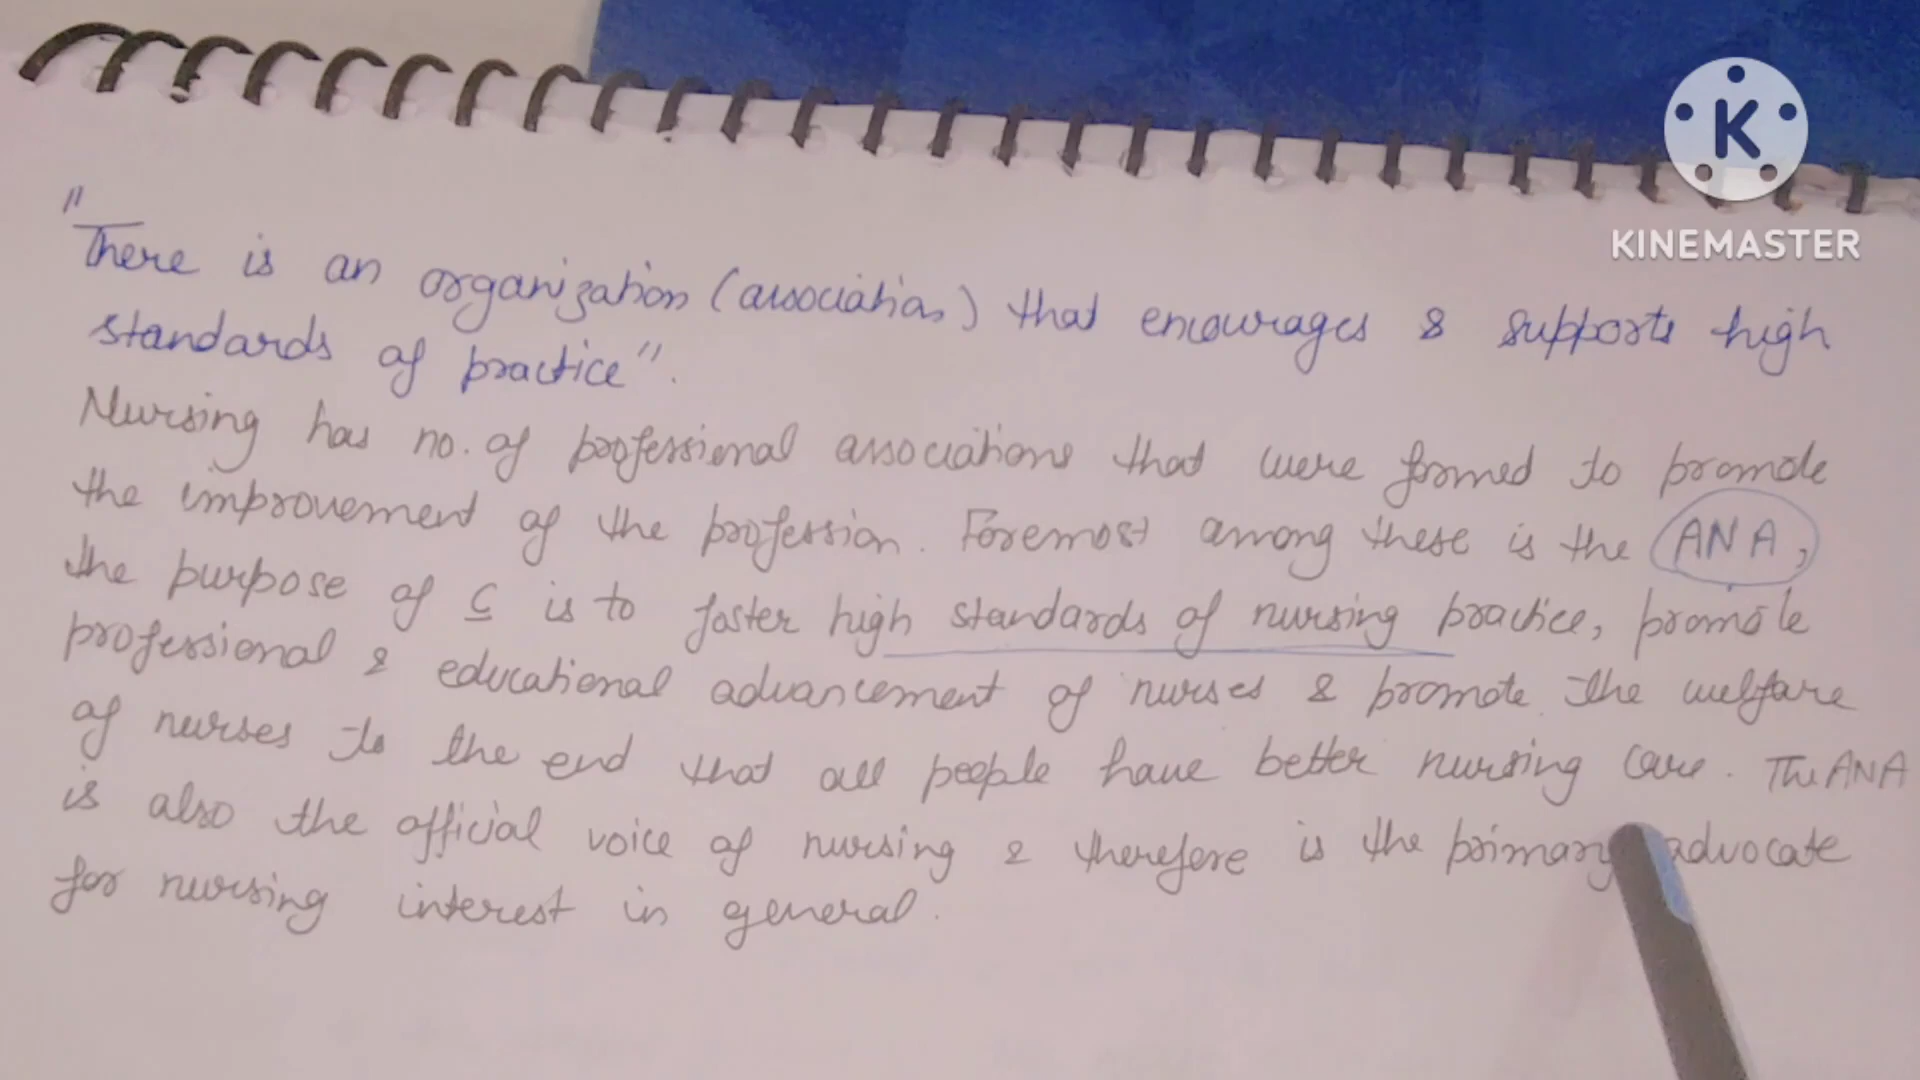 KINEMASTER
"There is an organization (association) that encourages & supports high
standards of practice".
Nursing has no. of professional associations that were formed to promote
the improvement of the profession. Foremost among these is the ANA,
the purpose of C is to foster high standards of nursing practice, promote
professional & educational advancement of nurses & promote the welfare
of nurses to the end that all people have better nursing care. The ANA
is also the official voice of nursing & therefore is the primary advocate
for nursing interest in general.